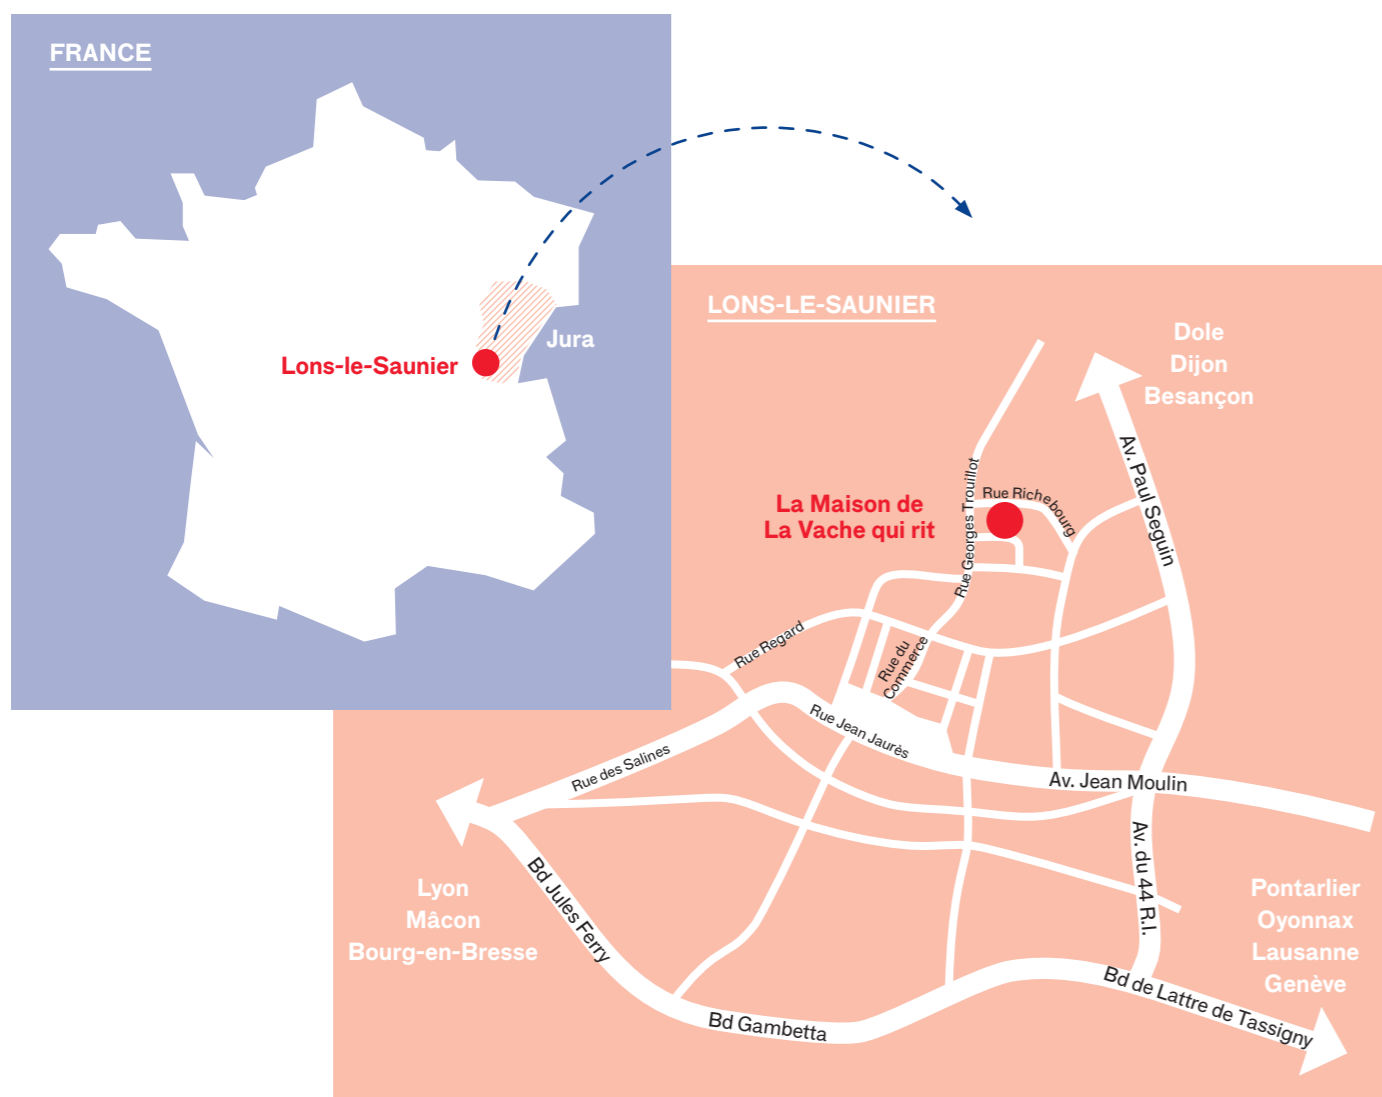 FRANCE
Jura
Lons-le-Saunier
LONS-LE-SAUNIER
Dole
Dijon
Besançon
Av. Paul Seguin
La Maison de
La Vache qui rit
Rue Georges Trouillot
Rue Richebourg
Rue Regard
Rue du
Commerce
Rue Jean Jaurès
Rue des Salines
Av. Jean Moulin
Av. du 44 R.I.
Lyon
Mâcon
Bourg-en-Bresse
Bd Jules Ferry
Pontarlier
Oyonnax
Lausanne
Genève
Bd Gambetta
Bd de Lattre de Tassigny